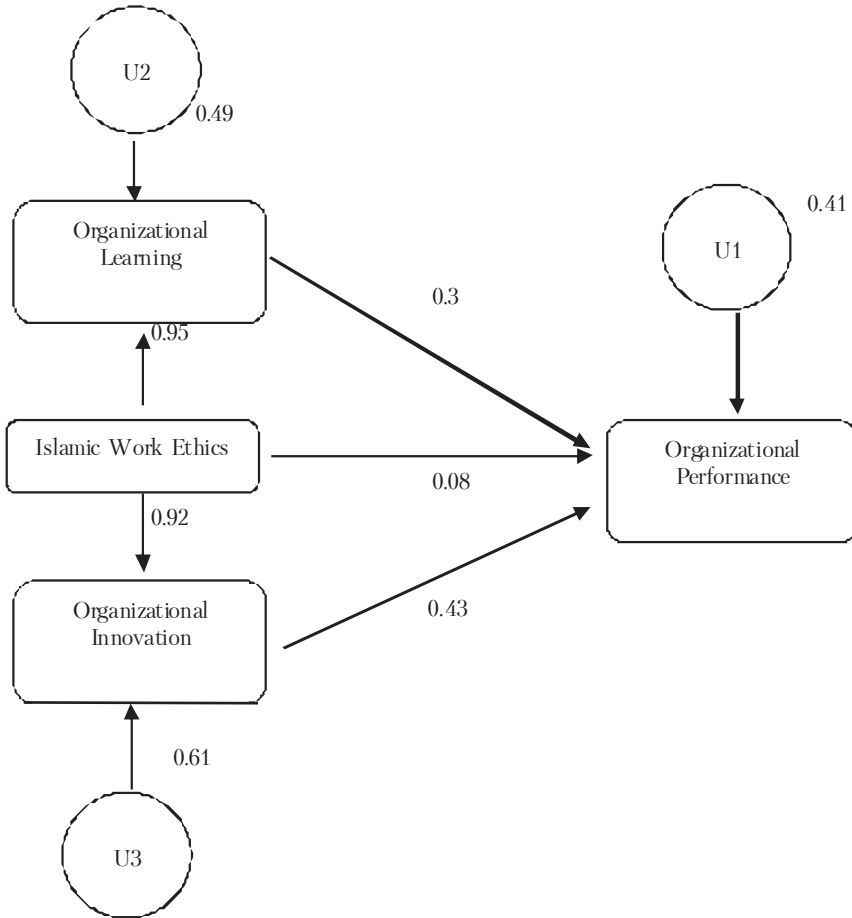 U2
0.49
Organizational
Learning
0.41
U1
0.3
0.95
Islamic Work Ethics
0.08
Organizational
Performance
0.92
Organizational
Innovation
0.43
0.61
U3